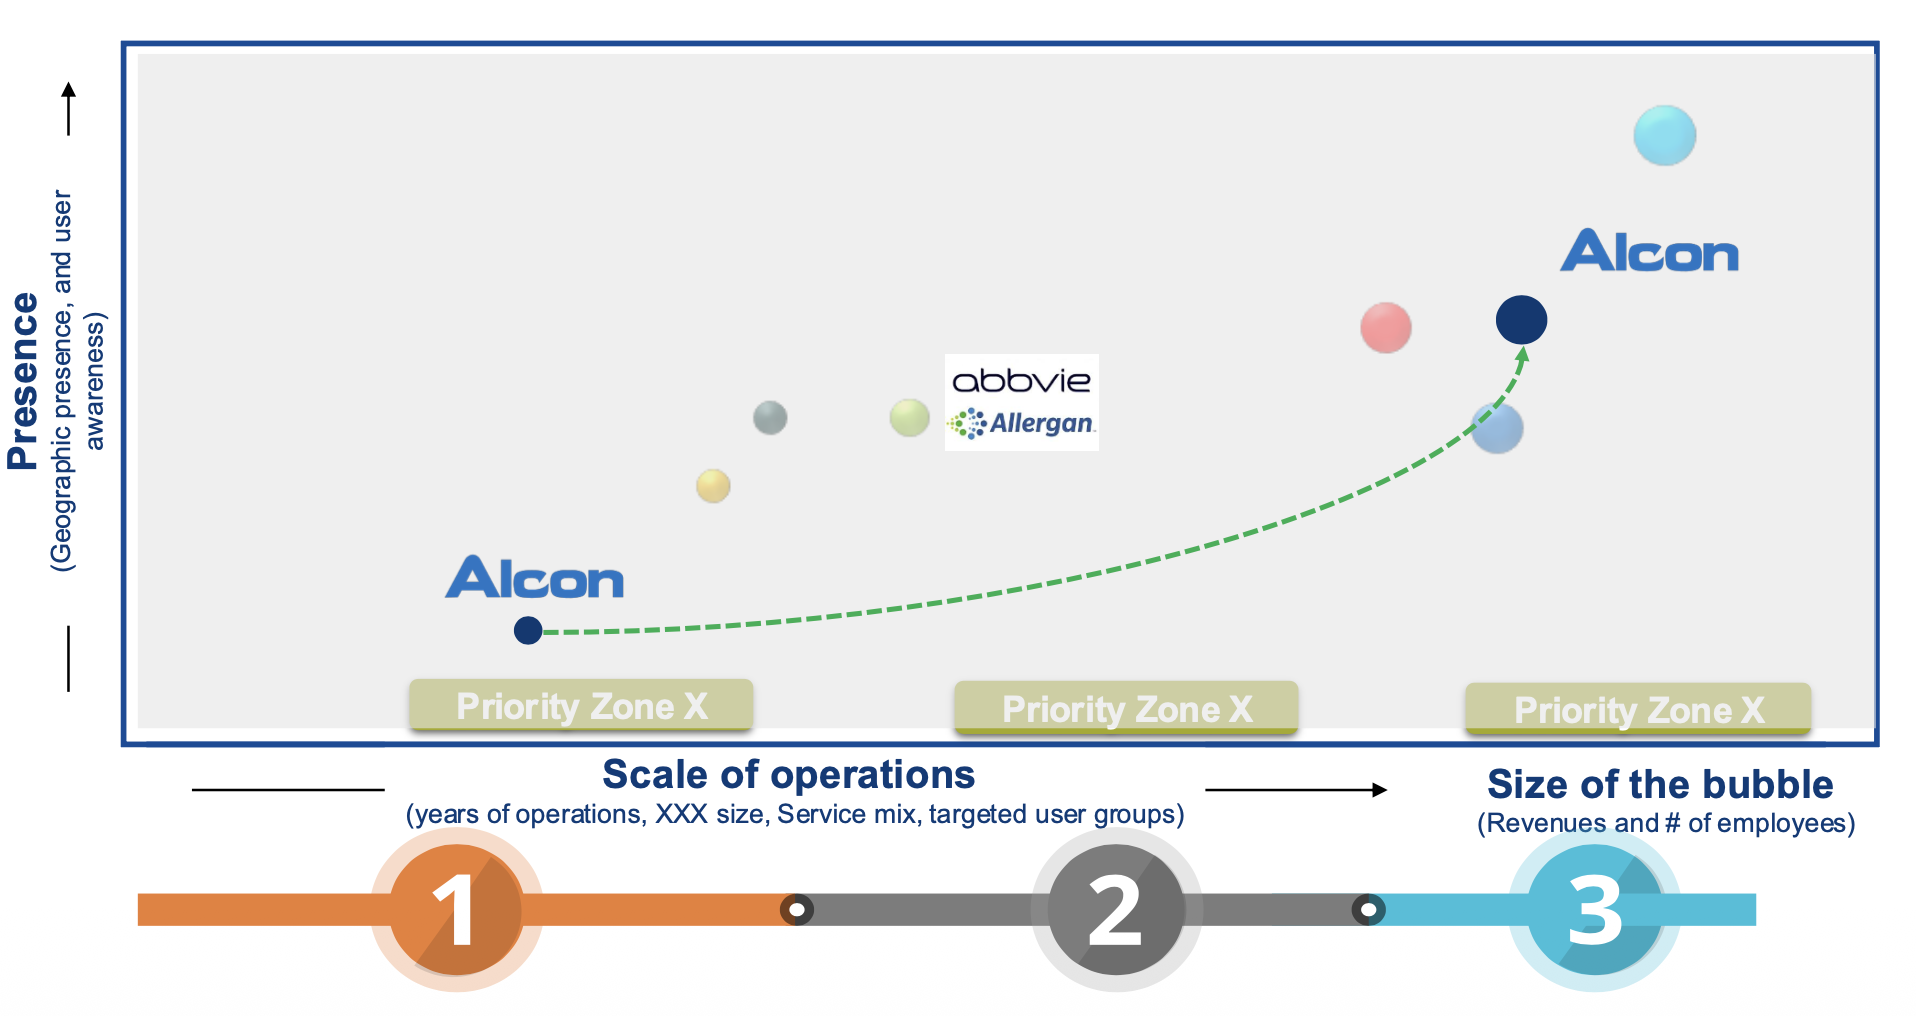 Presence
(Geographic presence, and user
awareness)
Alcon
abbvie
Allergan
Alcon
Priority Zone X
Priority Zone X
Priority Zone X
Scale of operations
(years of operations, XXX size, Service mix, targeted user groups)
Size of the bubble
(Revenues and # of employees)
1
2
3